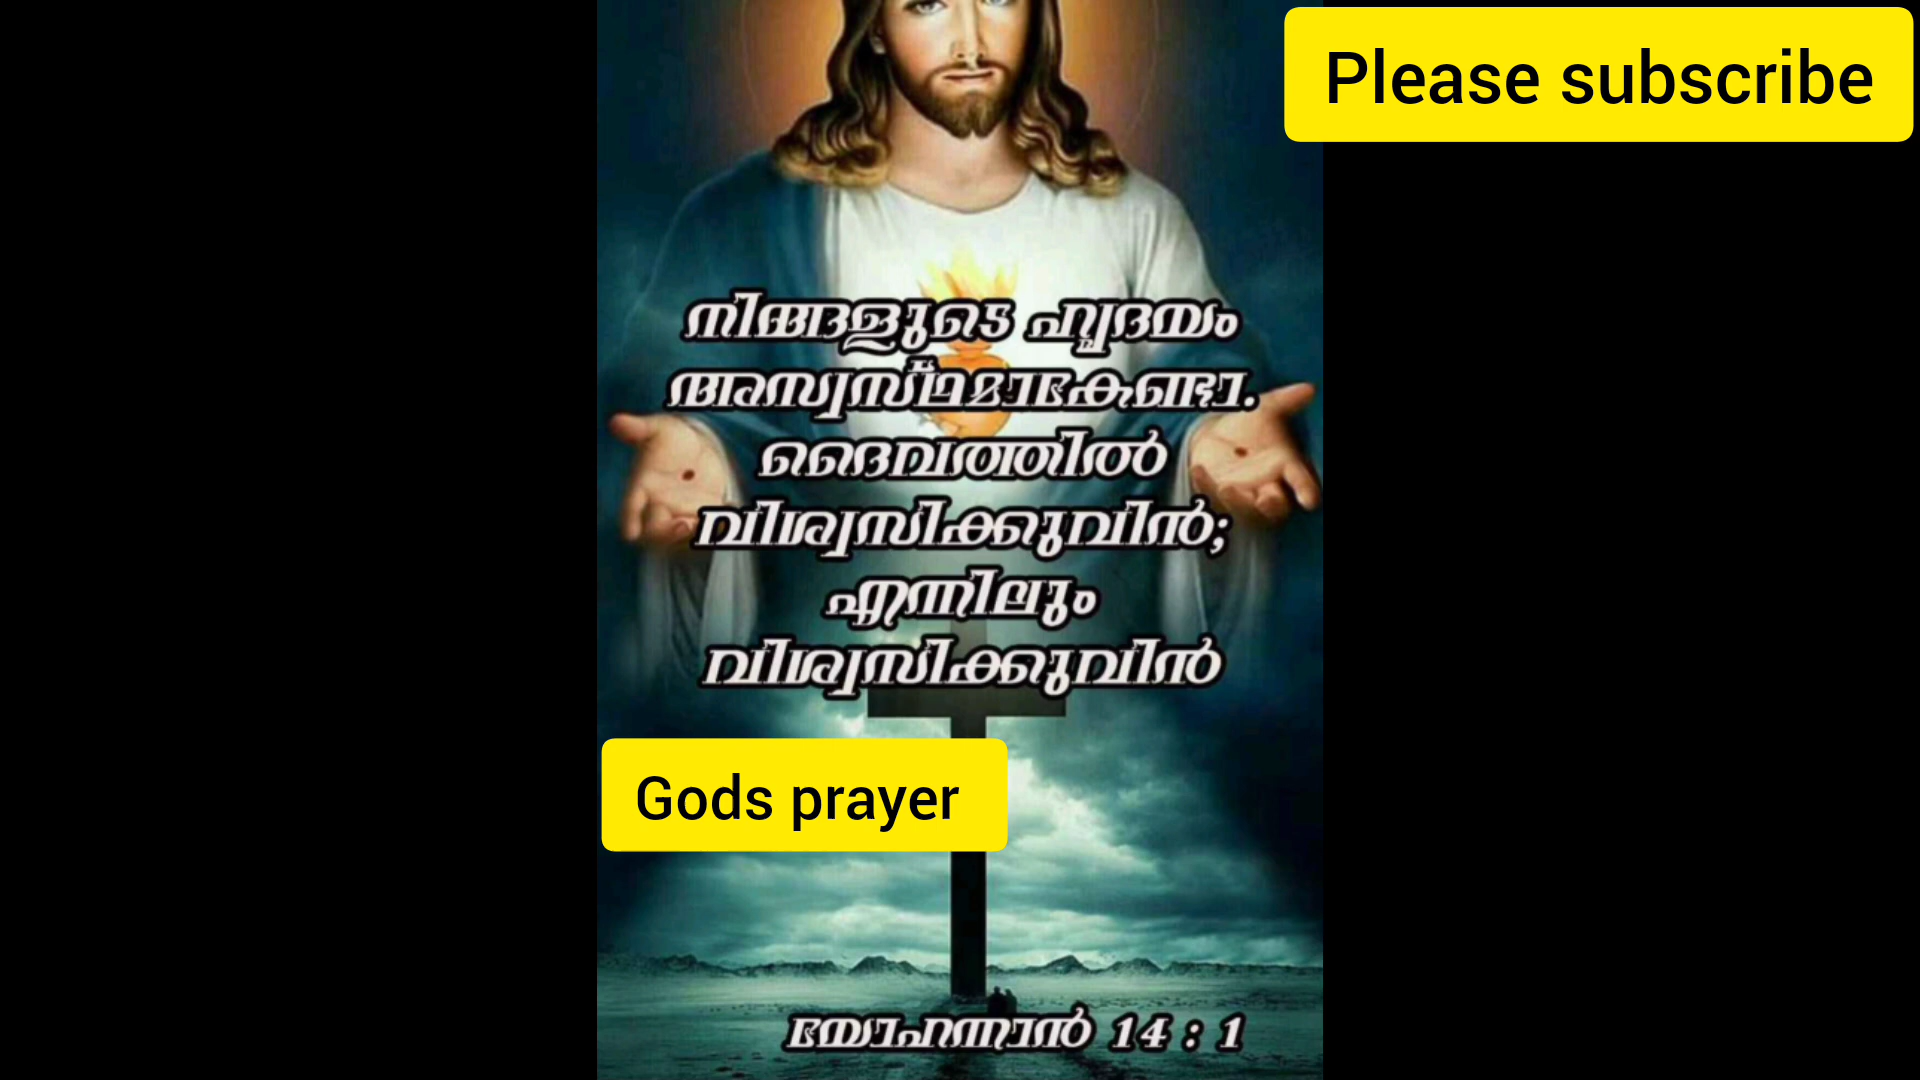 Please subscribe
നിങ്ങളുടെ ഹൃദയം
അസ്വസ്ഥമാകേണ്ടാ.
ദൈവത്തിൽ
വിശ്വസിക്കുവിൻ;
എന്നിലും
വിശ്വസിക്കുവിൻ
Gods prayer
യോഹന്നാൻ 14 : 1